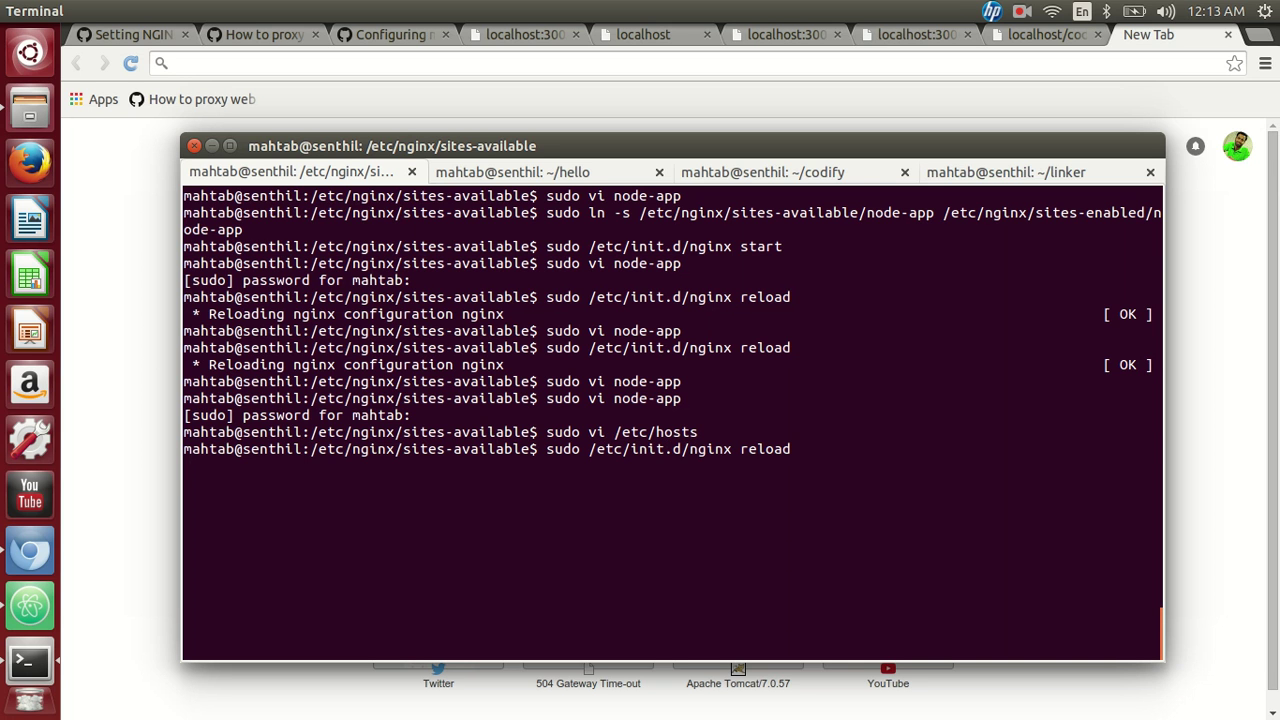 Terminal
En
12:13 AM
Setting NGIN
How to proxy
Configuring n
localhost:300
localhost
localhost:300
localhost:300
localhost/coc
New Tab
Apps
How to proxy web
mahtab@senthil: /etc/nginx/sites-available
mahtab@senthil: /etc/nginx/si...
mahtab@senthil: ~/hello
mahtab@senthil: ~/codify
mahtab@senthil: ~/linker
mahtab@senthil:/etc/nginx/sites-available$ sudo vi node-app
mahtab@senthil:/etc/nginx/sites-available$ sudo ln -s /etc/nginx/sites-available/node-app /etc/nginx/sites-enabled/n
ode-app
mahtab@senthil:/etc/nginx/sites-available$ sudo /etc/init.d/nginx start
mahtab@senthil:/etc/nginx/sites-available$ sudo vi node-app
[sudo] password for mahtab:
mahtab@senthil:/etc/nginx/sites-available$ sudo /etc/init.d/nginx reload
* Reloading nginx configuration nginx [ OK ]
mahtab@senthil:/etc/nginx/sites-available$ sudo vi node-app
mahtab@senthil:/etc/nginx/sites-available$ sudo /etc/init.d/nginx reload
* Reloading nginx configuration nginx [ OK ]
mahtab@senthil:/etc/nginx/sites-available$ sudo vi node-app
mahtab@senthil:/etc/nginx/sites-available$ sudo vi node-app
[sudo] password for mahtab:
mahtab@senthil:/etc/nginx/sites-available$ sudo vi /etc/hosts
mahtab@senthil:/etc/nginx/sites-available$ sudo /etc/init.d/nginx reload
You
Tube
Twitter
504 Gateway Time-out
Apache Tomcat/7.0.57
YouTube